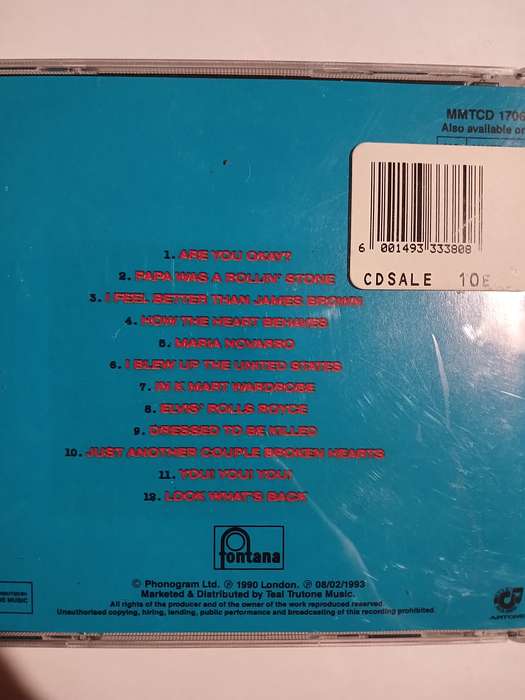 MMTCD 1706
Also available on
6 001493 333808
CDSALE 10E
1. ARE YOU OKAY?
2. PAPA WAS A ROLLIN' STONE
3. I FEEL BETTER THAN JAMES BROWN
4. HOW THE HEART BEHAVES
5. MARIA NOVARRO
6. I BLEW UP THE UNITED STATES
7. IN K MART WARDROBE
8. ELVIS' ROLLS ROYCE
9. DRESSED TO BE KILLED
10. JUST ANOTHER COUPLE BROKEN HEARTS
11. YOU! YOU! YOU!
12. LOOK WHAT'S BACK
fontana
© Phonogram Ltd. ℗ 1990 London. ℗ 08/02/1993
Marketed & Distributed by Teal Trutone Music.
All rights of the producer and of the owner of the work reproduced reserved.
Unauthorised copying, hiring, lending, public performance and broadcasting of this recording prohibited.
MUSIC